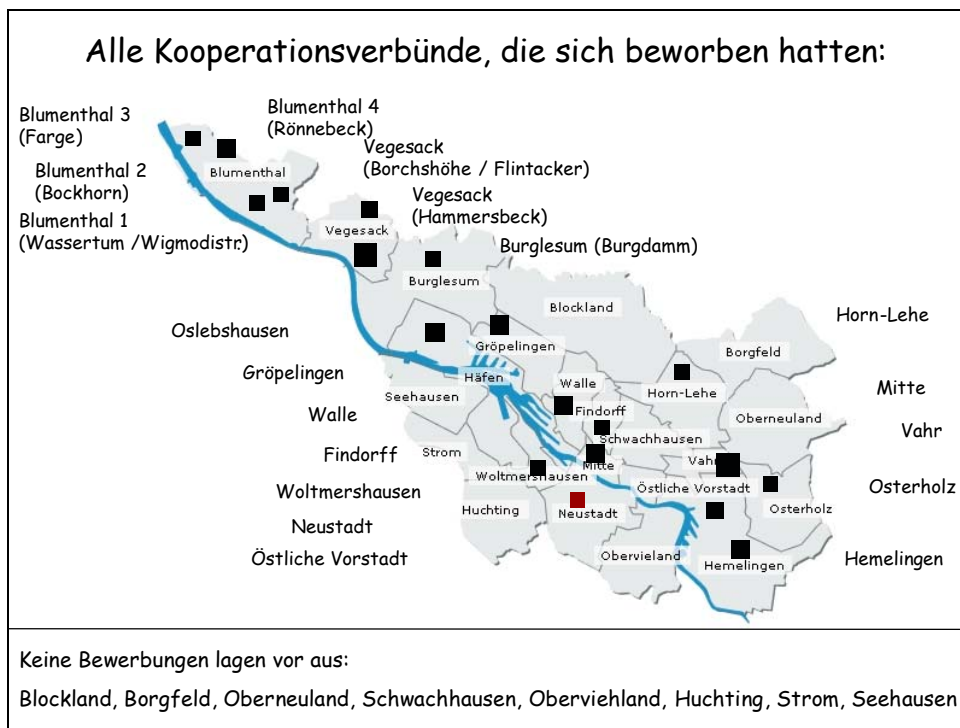 Alle Kooperationsverbünde, die sich beworben hatten:
Blumenthal 3
(Farge)
Blumenthal 4
(Rönnebeck)
Vegesack
(Borchshöhe / Flintacker)
Blumenthal 2
(Bockhorn)
Vegesack
(Hammersbeck)
Blumenthal 1
(Wassertum /Wigmodistr.)
Burglesum (Burgdamm)
Blumenthal
Vegesack
Burglesum
Blockland
Horn-Lehe
Oslebshausen
Gröpelingen
Borgfeld
Gröpelingen
Häfen
Walle
Horn-Lehe
Mitte
Seehausen
Walle
Findorff
Oberneuland
Vahr
Findorff
Strom
Schwachhausen
Mitte
Vahr
Woltmershausen
Woltmershausen
Östliche Vorstadt
Osterholz
Huchting
Neustadt
Osterholz
Neustadt
Östliche Vorstadt
Obervieland
Hemelingen
Hemelingen
Keine Bewerbungen lagen vor aus:
Blockland, Borgfeld, Oberneuland, Schwachhausen, Oberviehland, Huchting, Strom, Seehausen